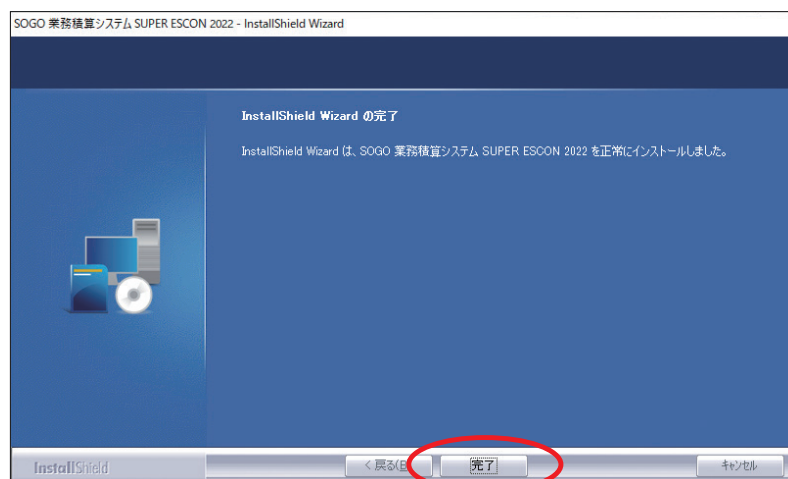 SOGO 業務積算システム SUPER ESCON 2022 - InstallShield Wizard
InstallShield Wizard の完了
InstallShield Wizard は、SOGO 業務積算システム SUPER ESCON 2022 を正常にインストールしました。
InstallShield
< 戻る(B 完了 キャンセル